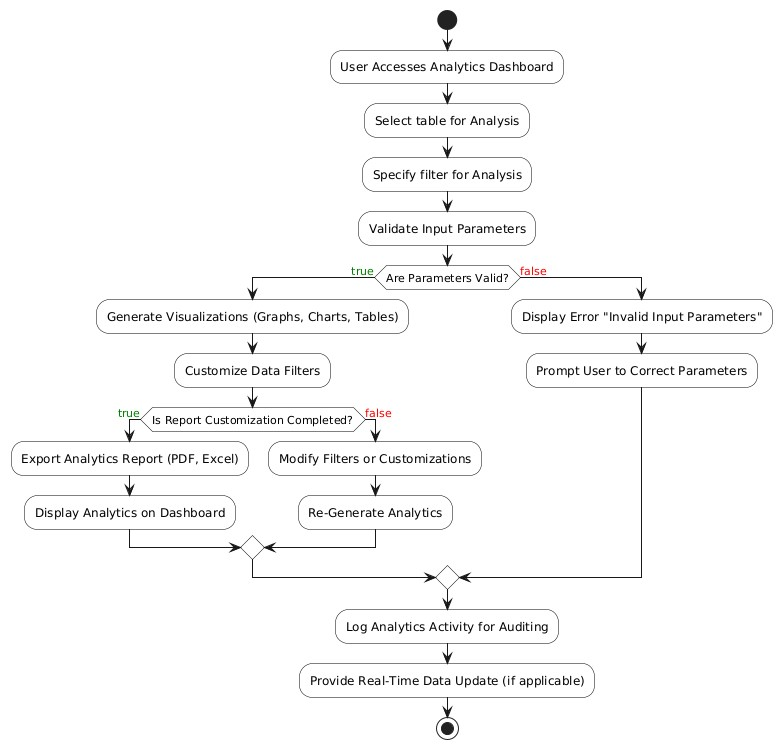 User Accesses Analytics Dashboard
Select table for Analysis
Specify filter for Analysis
Validate Input Parameters
true
Are Parameters Valid?
false
Generate Visualizations (Graphs, Charts, Tables)
Display Error "Invalid Input Parameters"
Customize Data Filters
Prompt User to Correct Parameters
true
Is Report Customization Completed?
false
Export Analytics Report (PDF, Excel)
Modify Filters or Customizations
Display Analytics on Dashboard
Re-Generate Analytics
Log Analytics Activity for Auditing
Provide Real-Time Data Update (if applicable)